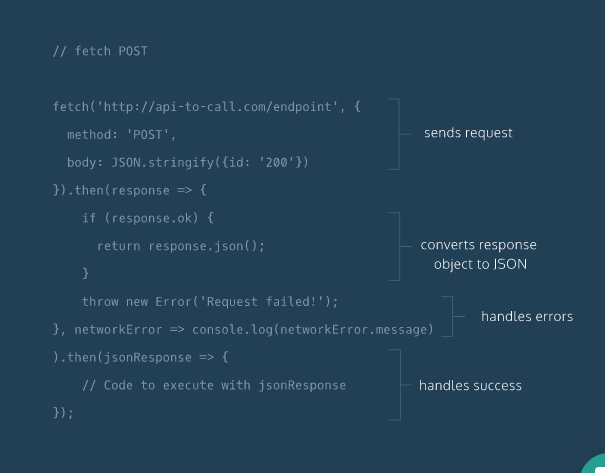 // fetch POST
fetch('http://api-to-call.com/endpoint', {
method: 'POST',
body: JSON.stringify({id: '200'})
}).then(response => {
if (response.ok) {
return response.json();
}
throw new Error('Request failed!');
}, networkError => console.log(networkError.message)
).then(jsonResponse => {
// Code to execute with jsonResponse
});
sends request
converts response
object to JSON
handles errors
handles success